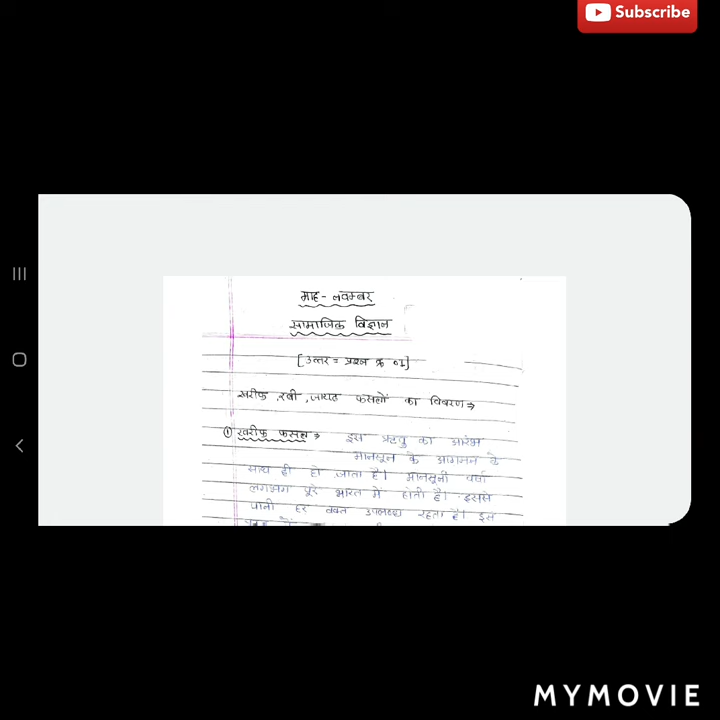 Subscribe
माह - नवम्बर
सामाजिक विज्ञान
[उत्तर = प्रश्न क्र 01]
खरीफ, रबी, जायद फसलों का विवरण ⇒
① खरीफ फसल ⇒ इस ऋतु का आरंभ
मानसून के आगमन के
साथ ही हो जाता है। मानसूनी वर्षा
लगभग पूरे भारत में होती है। इससे
पानी हर वक्त उपलब्ध रहता है। इस
MYMOVIE